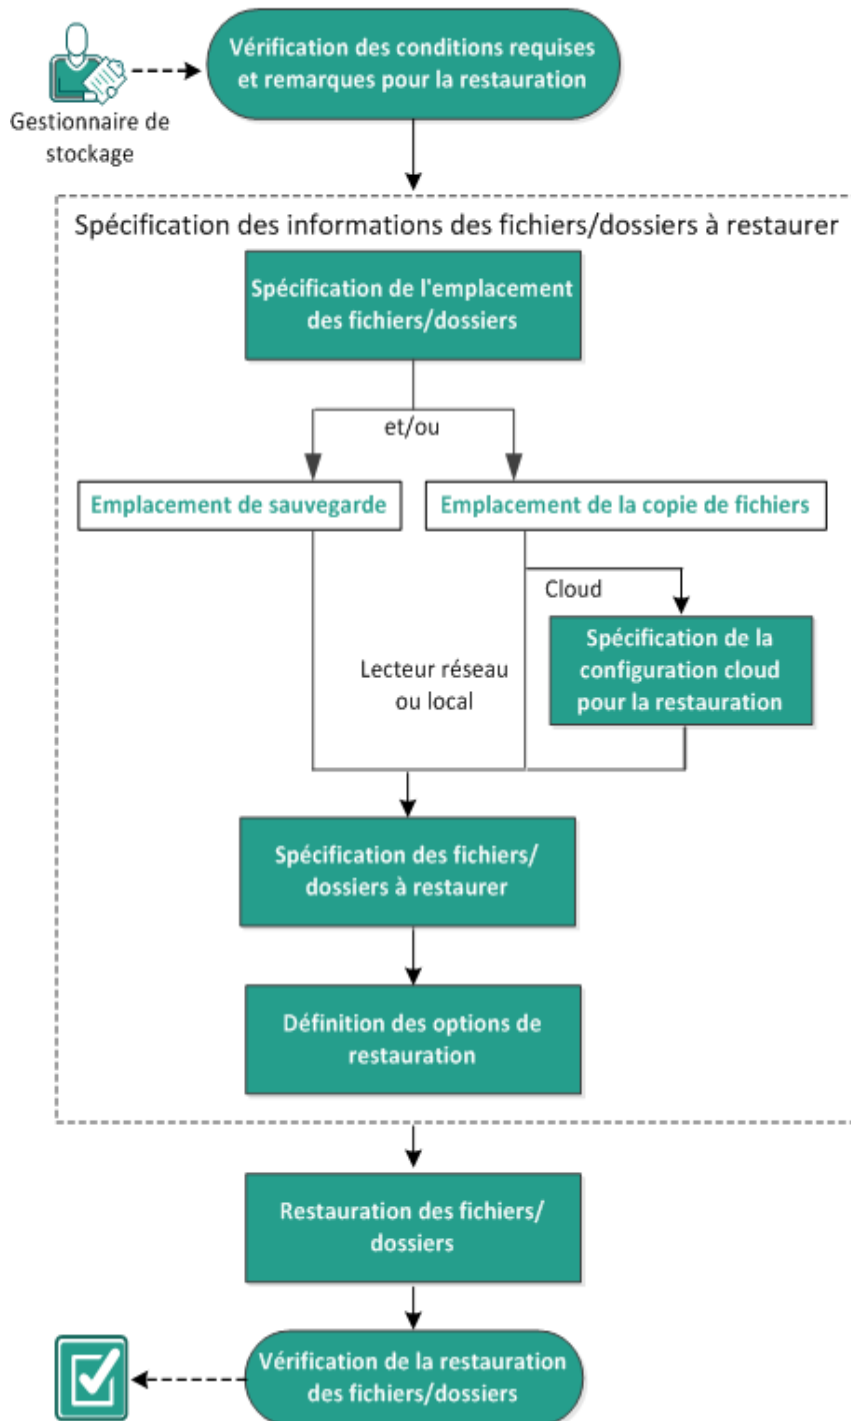 Vérification des conditions requises
et remarques pour la restauration
Gestionnaire de
stockage
Spécification des informations des fichiers/dossiers à restaurer
Spécification de l'emplacement
des fichiers/dossiers
et/ou
Emplacement de sauvegarde
Emplacement de la copie de fichiers
Cloud
Spécification de la
configuration cloud
pour la restauration
Lecteur réseau
ou local
Spécification des fichiers/
dossiers à restaurer
Définition des options de
restauration
Restauration des fichiers/
dossiers
Vérification de la restauration
des fichiers/dossiers